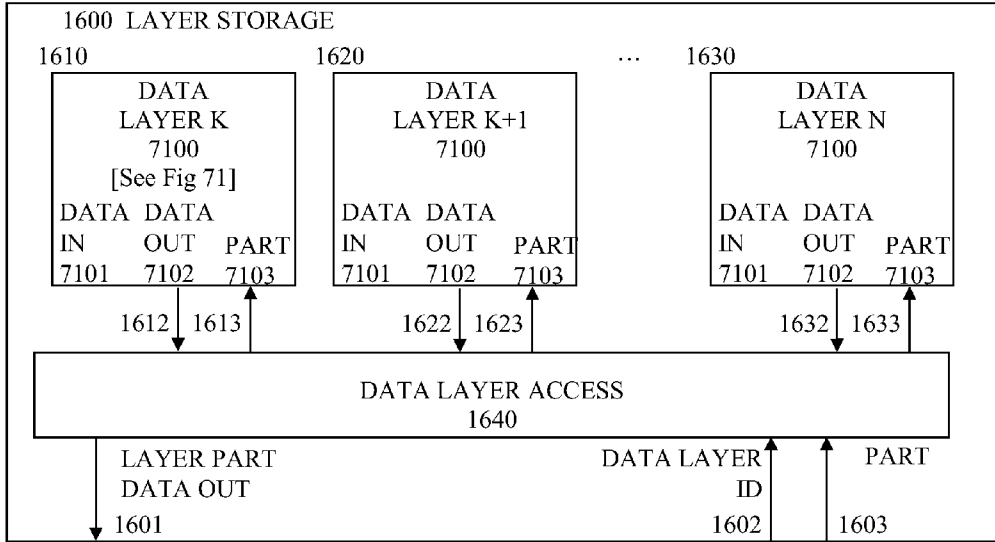 1600 LAYER STORAGE
1610 1620 … 1630
DATA
LAYER K
7100
[See Fig 71]
DATA DATA
IN OUT PART
7101 7102 7103
DATA
LAYER K+1
7100
DATA DATA
IN OUT PART
7101 7102 7103
DATA
LAYER N
7100
DATA DATA
IN OUT PART
7101 7102 7103
1612 1613 1622 1623 1632 1633
DATA LAYER ACCESS
1640
LAYER PART
DATA OUT
1601
DATA LAYER
ID
1602
PART
1603